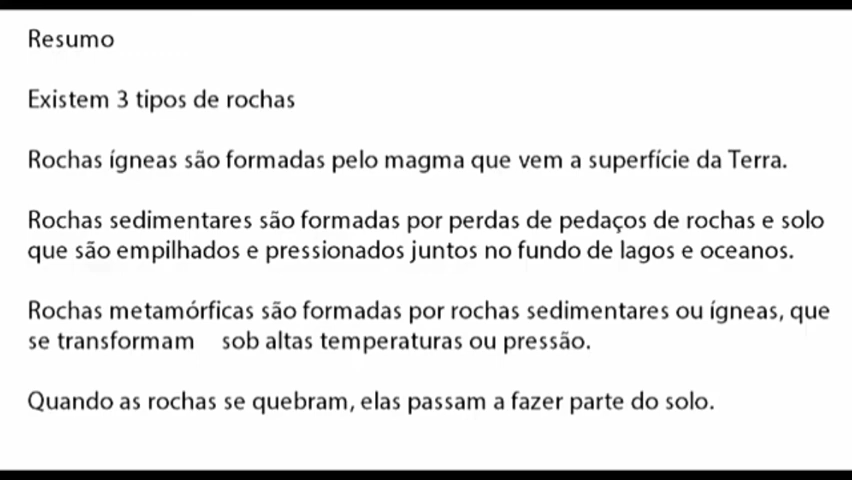 Resumo
Existem 3 tipos de rochas
Rochas ígneas são formadas pelo magma que vem a superfície da Terra.
Rochas sedimentares são formadas por perdas de pedaços de rochas e solo
que são empilhados e pressionados juntos no fundo de lagos e oceanos.
Rochas metamórficas são formadas por rochas sedimentares ou ígneas, que
se transformam sob altas temperaturas ou pressão.
Quando as rochas se quebram, elas passam a fazer parte do solo.